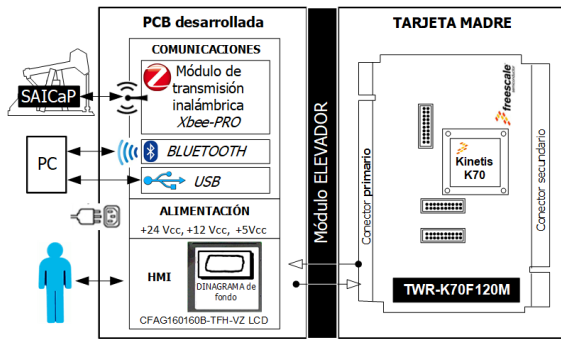 PCB desarrollada
TARJETA MADRE
COMUNICACIONES
Módulo de
transmisión
inalámbrica
Xbee-PRO
SAICaP
PC
BLUETOOTH
USB
ALIMENTACIÓN
+24 Vcc, +12 Vcc, +5Vcc
HMI
DINAGRAMA de
fondo
CFAG160160B-TFH-VZ LCD
Módulo ELEVADOR
Conector primario
freescale
Kinetis
K70
Conector secundario
TWR-K70F120M